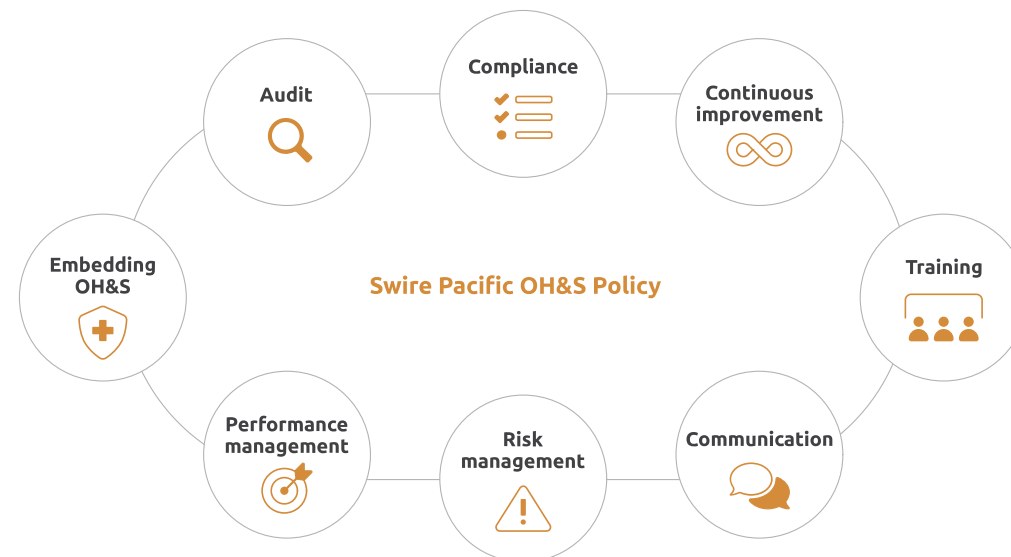 Compliance
Continuous
improvement
Audit
Embedding
OH&S
Swire Pacific OH&S Policy
Training
Performance
management
Risk
management
Communication